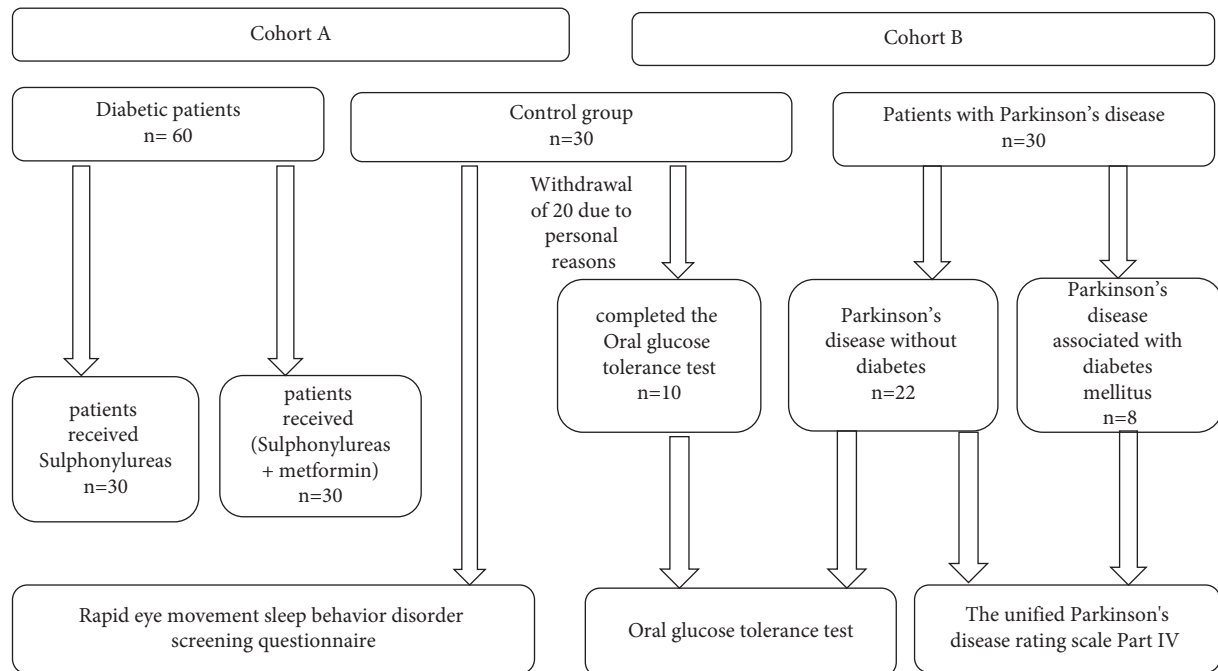 Cohort A
Cohort B
Diabetic patients
n= 60
Control group
n=30
Patients with Parkinson's disease
n=30
Withdrawal
of 20 due to
personal
reasons
patients
received
Sulphonylureas
n=30
patients
received
(Sulphonylureas
+ metformin)
n=30
completed the
Oral glucose
tolerance test
n=10
Parkinson's
disease without
diabetes
n=22
Parkinson's
disease
associated with
diabetes
mellitus
n=8
Rapid eye movement sleep behavior disorder
screening questionnaire
Oral glucose tolerance test
The unified Parkinson's
disease rating scale Part IV